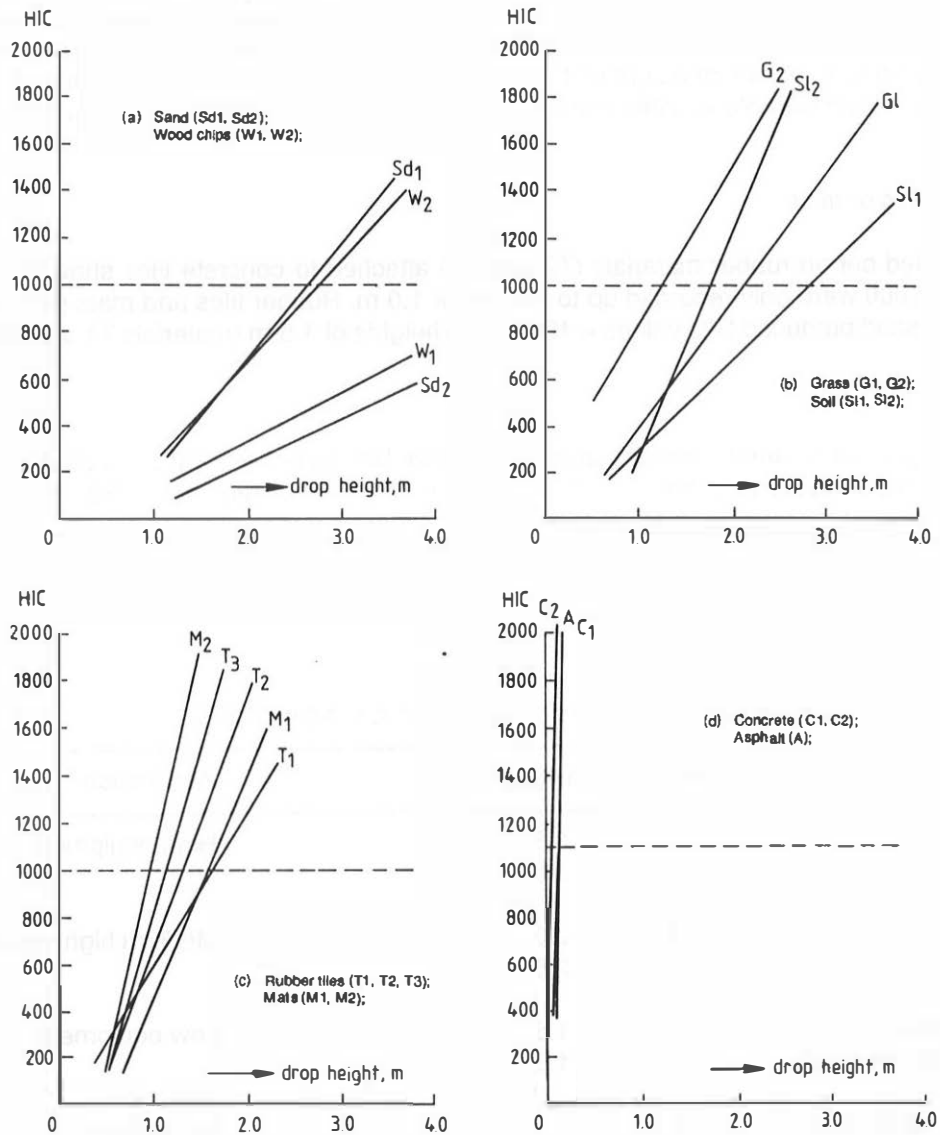 HIC
2000
1800
1600
1400
1200
1000
800
600
400
200
0
1.0
2.0
3.0
4.0
(a) Sand (Sd1, Sd2);
Wood chips (W1, W2);
Sd1
W2
W1
Sd2
drop height, m
HIC
2000
1800
1600
1400
1200
1000
800
600
400
200
0
1.0
2.0
3.0
4.0
G2
Sl2
Gl
Sl1
(b) Grass (G1, G2);
Soil (Sl1, Sl2);
drop height, m
HIC
2000
1800
1600
1400
1200
1000
800
600
400
200
0
1.0
2.0
3.0
4.0
M2
T3
T2
M1
T1
(c) Rubber tiles (T1, T2, T3);
Mats (M1, M2);
drop height, m
HIC
2000
1800
1600
1400
1200
1000
800
600
400
200
0
1.0
2.0
3.0
4.0
C2 A C1
(d) Concrete (C1, C2);
Asphalt (A);
drop height, m